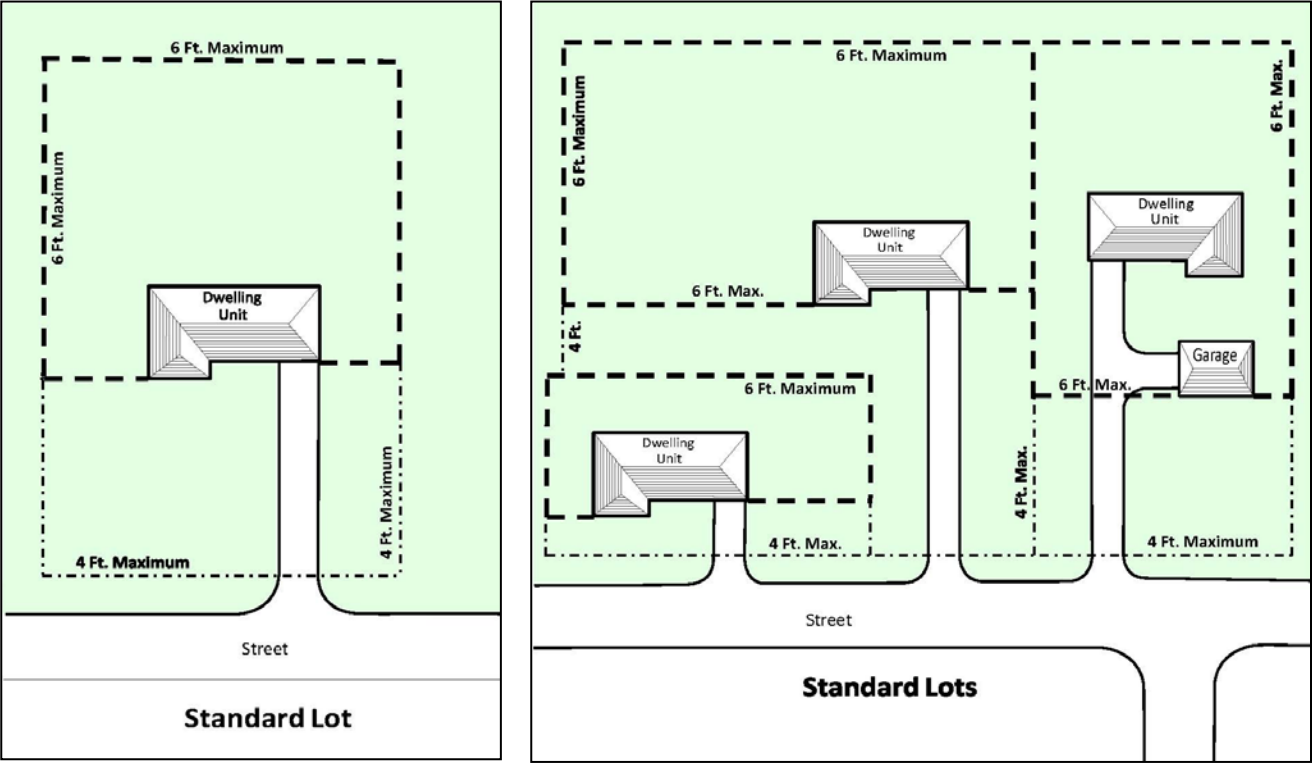 6 Ft. Maximum
6 Ft. Maximum
Dwelling
Unit
4 Ft. Maximum
4 Ft. Maximum
Street
Standard Lot
6 Ft. Maximum
6 Ft. Maximum
6 Ft. Max.
Dwelling
Unit
Dwelling
Unit
6 Ft. Max.
4 Ft.
Garage
6 Ft. Max.
6 Ft. Maximum
Dwelling
Unit
4 Ft. Max.
4 Ft. Max.
4 Ft. Maximum
Street
Standard Lots